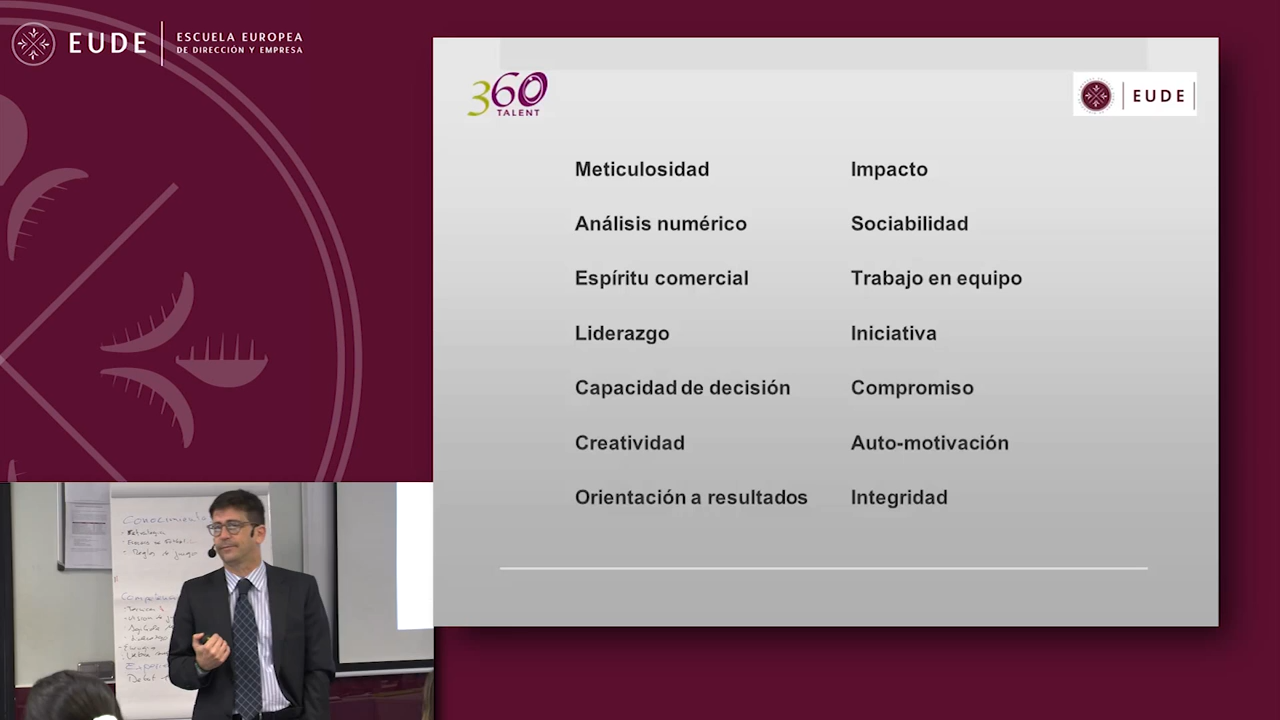 EUDE
ESCUELA EUROPEA
DE DIRECCIÓN Y EMPRESA
360
TALENT
EUDE
Meticulosidad
Impacto
Análisis numérico
Sociabilidad
Espíritu comercial
Trabajo en equipo
Liderazgo
Iniciativa
Capacidad de decisión
Compromiso
Creatividad
Auto-motivación
Orientación a resultados
Integridad
Conocimiento